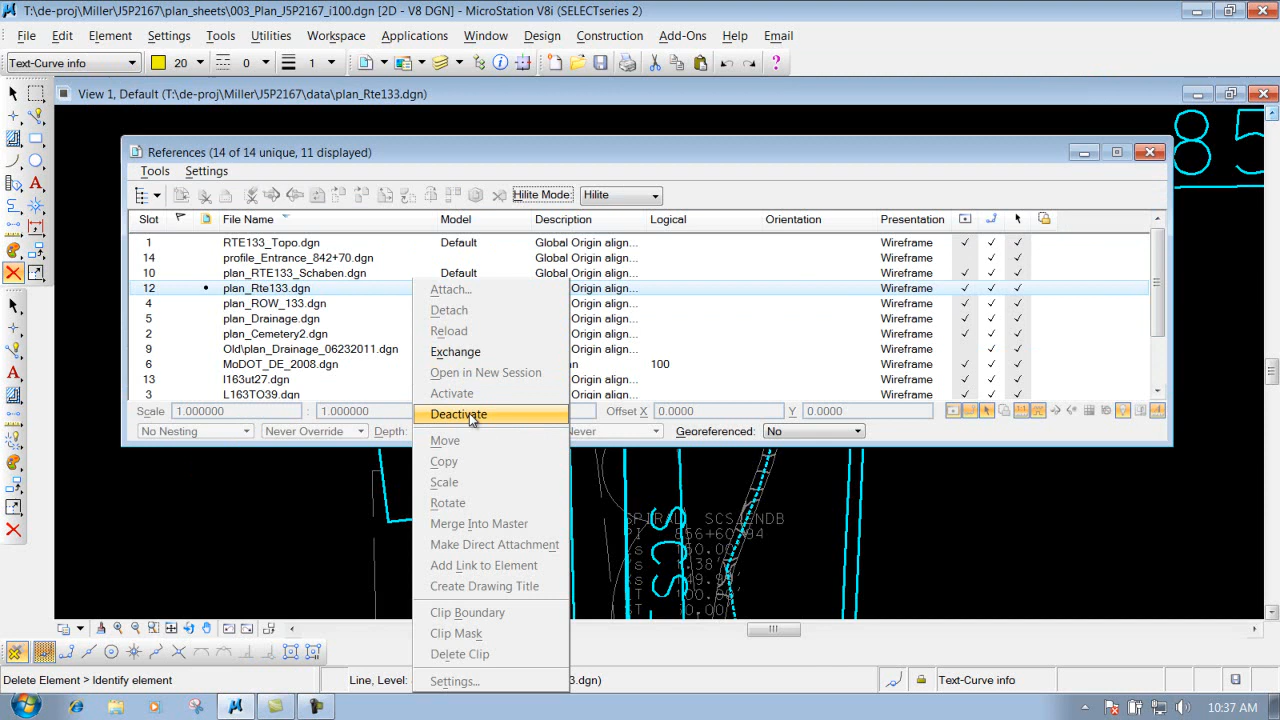 T:\de-proj\Miller\J5P2167\plan_sheets\003_Plan_J5P2167_i100.dgn [2D - V8 DGN] - MicroStation V8i (SELECTseries 2)
File Edit Element Settings Tools Utilities Workspace Applications Window Design Construction Add-Ons Help Email
Text-Curve info 20 0 1
View 1, Default (T:\de-proj\Miller\J5P2167\data\plan_Rte133.dgn)
85
References (14 of 14 unique, 11 displayed)
Tools Settings
Hilite Mode: Hilite
Slot File Name Model Description Logical Orientation Presentation
1 RTE133_Topo.dgn Default Global Origin align... Wireframe
14 profile_Entrance_842+70.dgn Global Origin align... Wireframe
10 plan_RTE133_Schaben.dgn Default Global Origin align... Wireframe
12 plan_Rte133.dgn Origin align... Wireframe
4 plan_ROW_133.dgn Origin align... Wireframe
5 plan_Drainage.dgn Origin align... Wireframe
2 plan_Cemetery2.dgn Origin align... Wireframe
9 Old\plan_Drainage_06232011.dgn Origin align... Wireframe
6 MoDOT_DE_2008.dgn n 100 Wireframe
13 I163ut27.dgn Origin align... Wireframe
3 L163TO39.dgn Origin align... Wireframe
Scale 1.000000 : 1.000000 Offset X 0.0000 Y 0.0000
No Nesting Never Override Depth: Never Georeferenced: No
Attach...
Detach
Reload
Exchange
Open in New Session
Activate
Deactivate
Move
Copy
Scale
Rotate
Merge Into Master
Make Direct Attachment
Add Link to Element
Create Drawing Title
Clip Boundary
Clip Mask
Delete Clip
Settings...
SCS
SPIRAL
Delete Element > Identify element Line, Level: Text-Curve info
10:37 AM